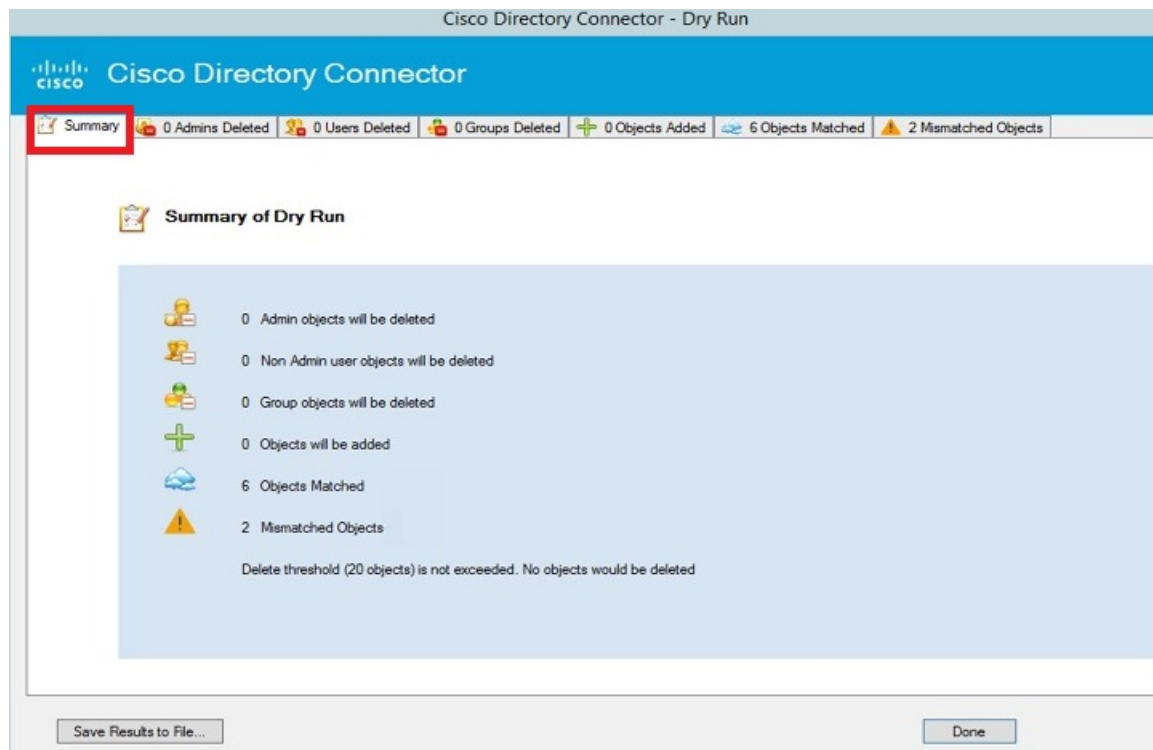 Cisco Directory Connector - Dry Run
CISCO Cisco Directory Connector
Summary 0 Admins Deleted 0 Users Deleted 0 Groups Deleted 0 Objects Added 6 Objects Matched 2 Mismatched Objects
Summary of Dry Run
0 Admin objects will be deleted
0 Non Admin user objects will be deleted
0 Group objects will be deleted
0 Objects will be added
6 Objects Matched
2 Mismatched Objects
Delete threshold (20 objects) is not exceeded. No objects would be deleted
Save Results to File... Done